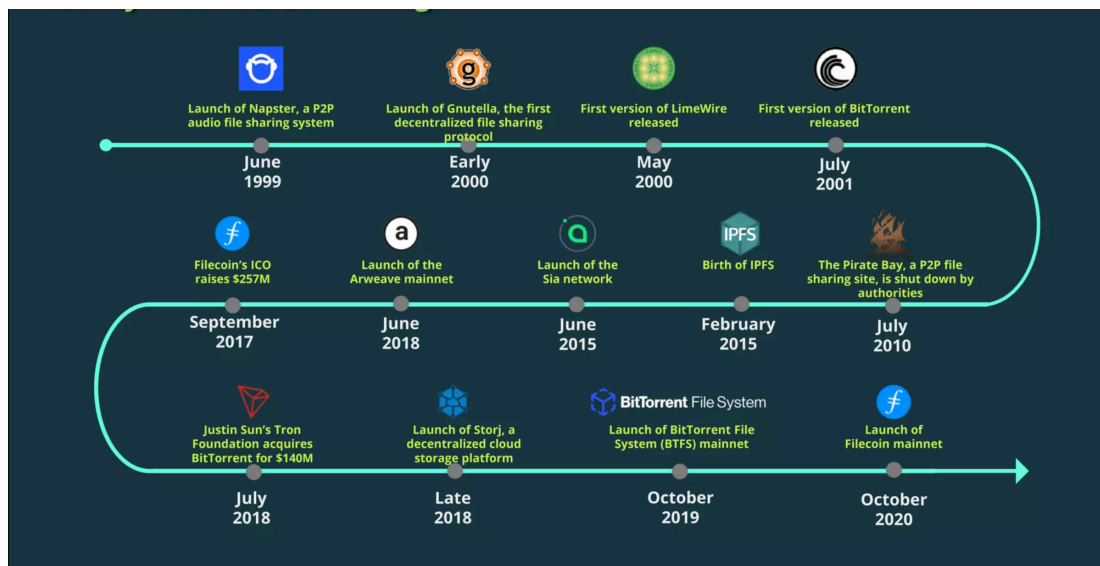 Launch of Napster, a P2P
audio file sharing system
June
1999
g
Launch of Gnutella, the first
decentralized file sharing
protocol
Early
2000
First version of LimeWire
released
May
2000
First version of BitTorrent
released
July
2001
Filecoin's ICO
raises $257M
September
2017
a
Launch of the
Arweave mainnet
June
2018
Launch of the
Sia network
June
2015
IPFS
Birth of IPFS
February
2015
The Pirate Bay, a P2P file
sharing site, is shut down by
authorities
July
2010
Justin Sun's Tron
Foundation acquires
BitTorrent for $140M
July
2018
Launch of Storj, a
decentralized cloud
storage platform
Late
2018
BitTorrent File System
Launch of BitTorrent File
System (BTFS) mainnet
October
2019
Launch of
Filecoin mainnet
October
2020